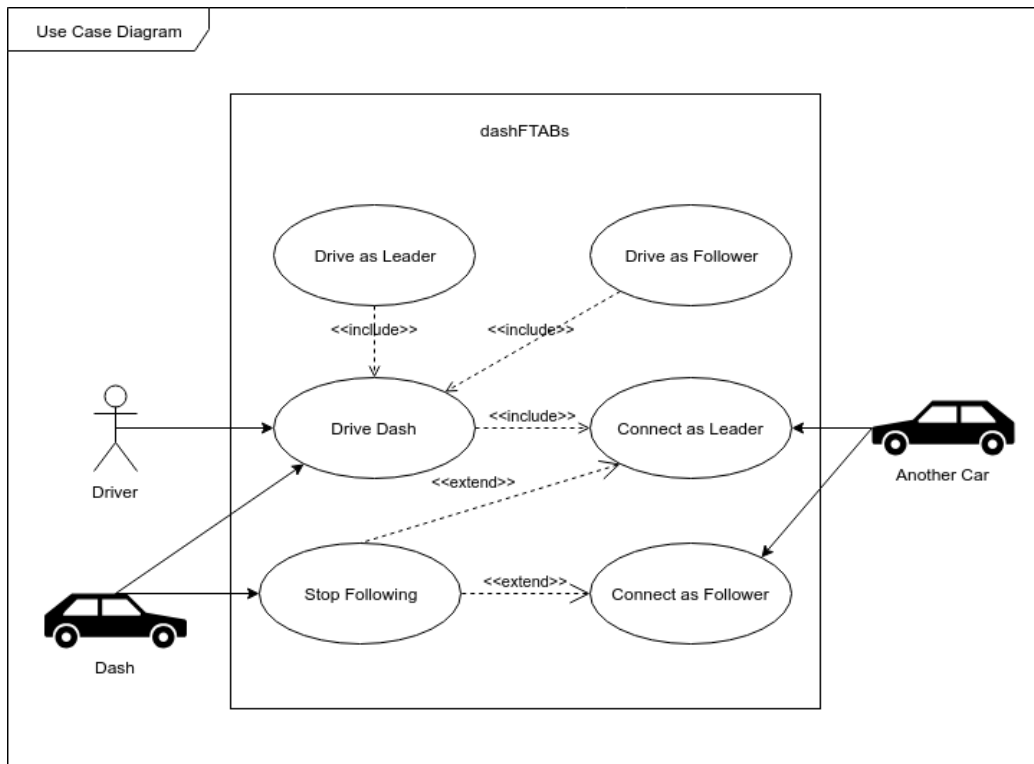 Use Case Diagram
dashFTABs
Drive as Leader
Drive as Follower
<<include>>
<<include>>
Drive Dash
<<include>>
Connect as Leader
Driver
Another Car
<<extend>>
Stop Following
<<extend>>
Connect as Follower
Dash